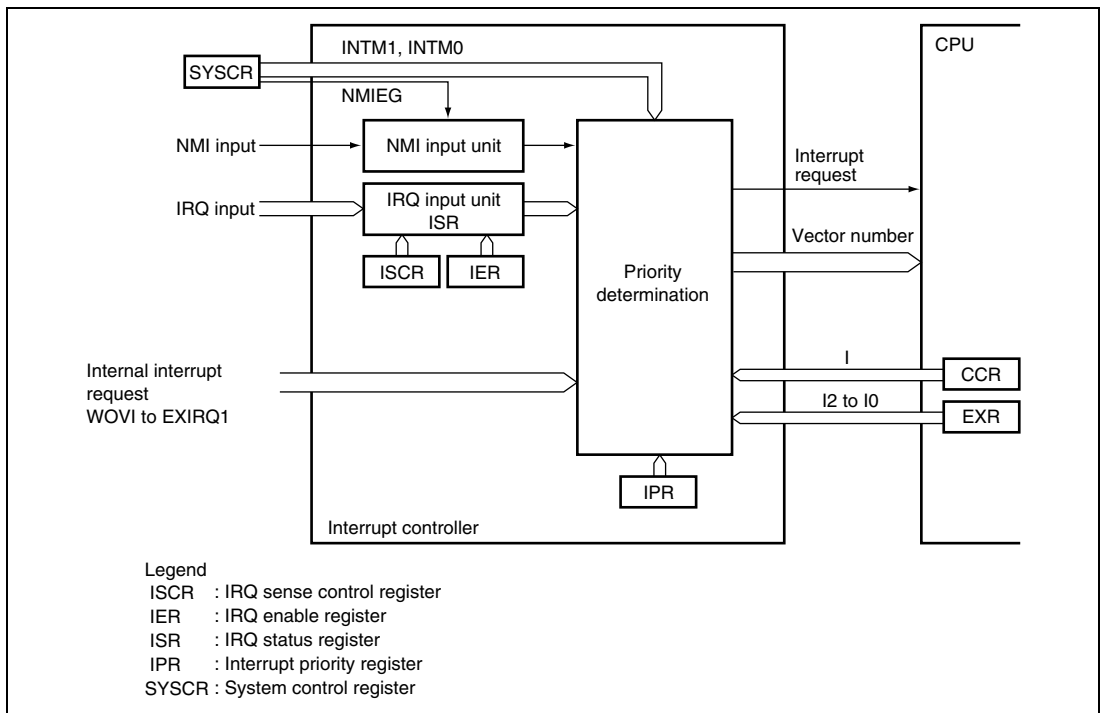 INTM1, INTM0
CPU
SYSCR
NMIEG
NMI input
NMI input unit
Interrupt
request
IRQ input
IRQ input unit
ISR
Vector number
ISCR
IER
Priority
determination
Internal interrupt
request
WOVI to EXIRQ1
I
CCR
I2 to I0
EXR
IPR
Interrupt controller
Legend
ISCR : IRQ sense control register
IER : IRQ enable register
ISR : IRQ status register
IPR : Interrupt priority register
SYSCR : System control register